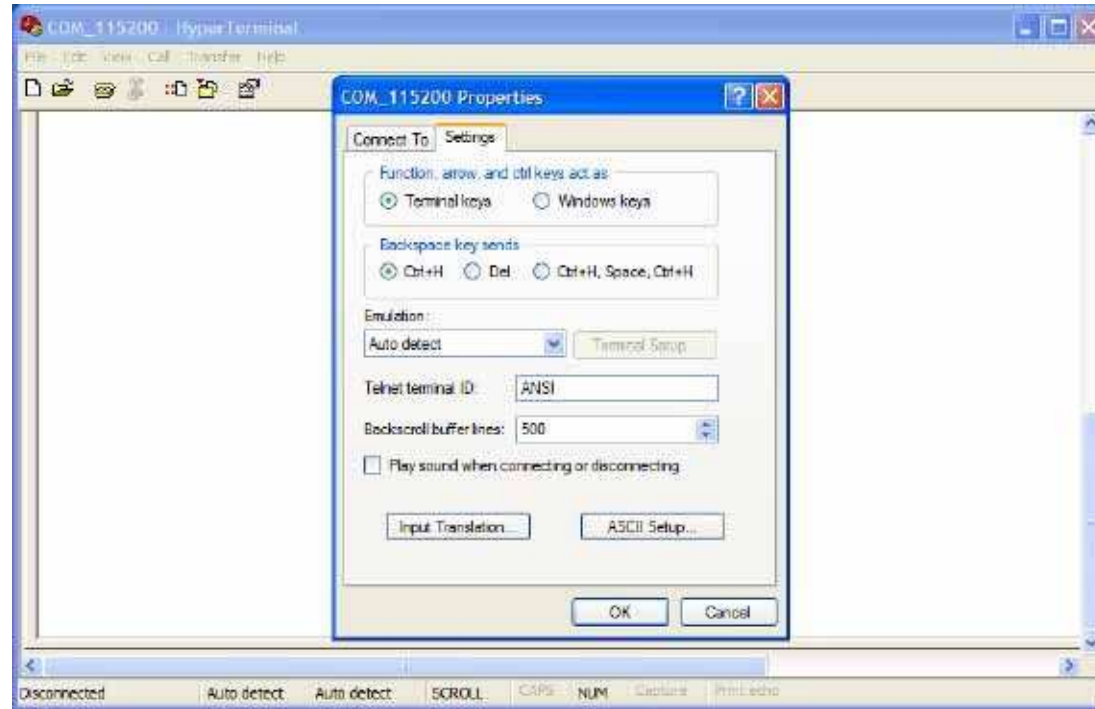 COM_115200 - HyperTerminal
File Edit View Call Transfer Help
COM_115200 Properties
Connect To Settings
Function, arrow, and ctrl keys act as
Terminal keys Windows keys
Backspace key sends
Ctrl+H Del Ctrl+H, Space, Ctrl+H
Emulation:
Auto detect Terminal Setup
Telnet terminal ID: ANSI
Backscroll buffer lines: 500
Play sound when connecting or disconnecting
Input Translation... ASCII Setup...
OK Cancel
Disconnected Auto detect Auto detect SCROLL CAPS NUM Capture Print echo